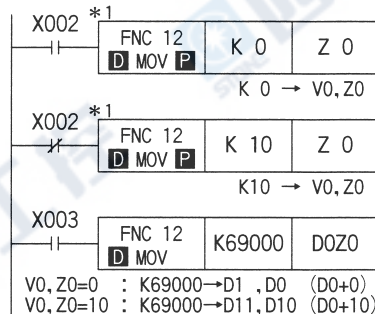 X002 *1
FNC 12 D MOV P K 0 Z 0
K 0 → V0, Z0
X002 *1
FNC 12 D MOV P K 10 Z 0
K10 → V0, Z0
X003
FNC 12 D MOV K69000 D0Z0
V0, Z0=0 : K69000→D1 , D0 (D0+0)
V0, Z0=10 : K69000→D11, D10 (D0+10)